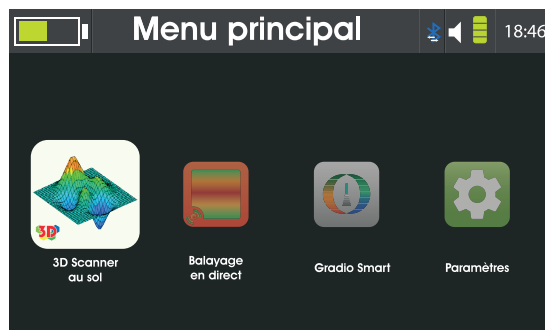 Menu principal
18:46
3D
3D Scanner
au sol
Balayage
en direct
Gradio Smart
Paramètres